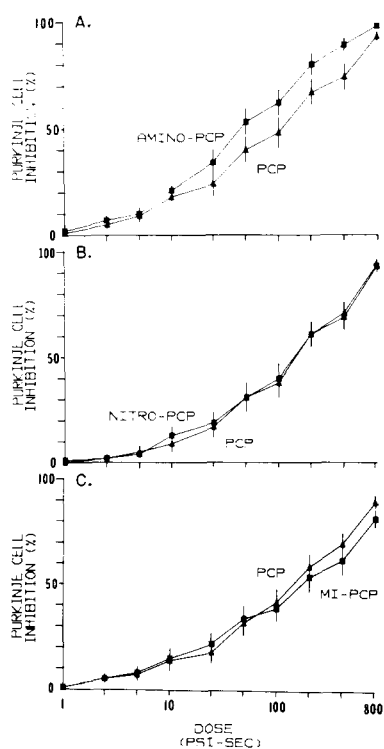 A.
100
50
0
PURKINJE CELL
INHIBITION (%)
AMINO-PCP
PCP
B.
100
50
0
PURKINJE CELL
INHIBITION (%)
NITRO-PCP
PCP
C.
100
50
0
PURKINJE CELL
INHIBITION (%)
PCP
MI-PCP
1
10
100
800
DOSE
(PSI-SEC)